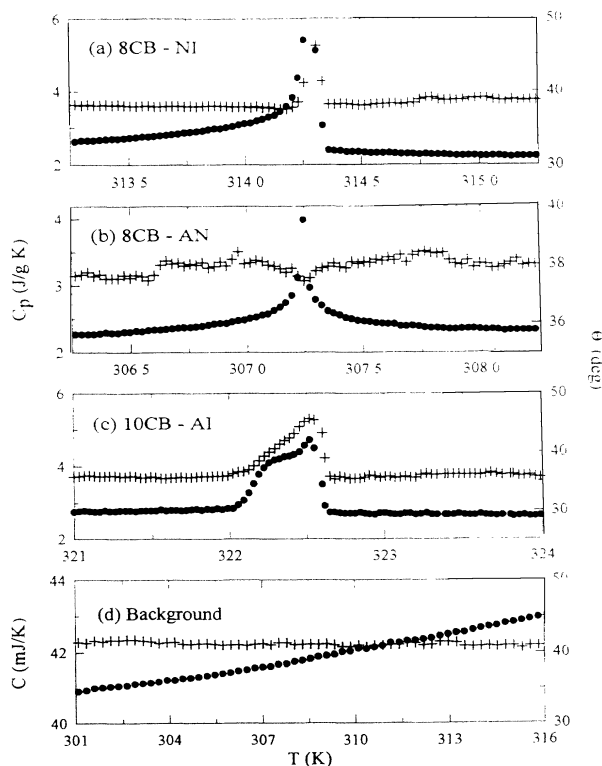 6
50
(a) 8CB - NI
4
40
2
30
313.5 314.0 314.5 315.0
4
40
(b) 8CB - AN
3
38
36
2
306.5 307.0 307.5 308.0
C_p (J/g K)
Θ (deg)
6
50
(c) 10CB - AI
4
40
30
2
321 322 323 324
44
50
(d) Background
42
40
40
30
301 304 307 310 313 316
C (mJ/K)
T (K)